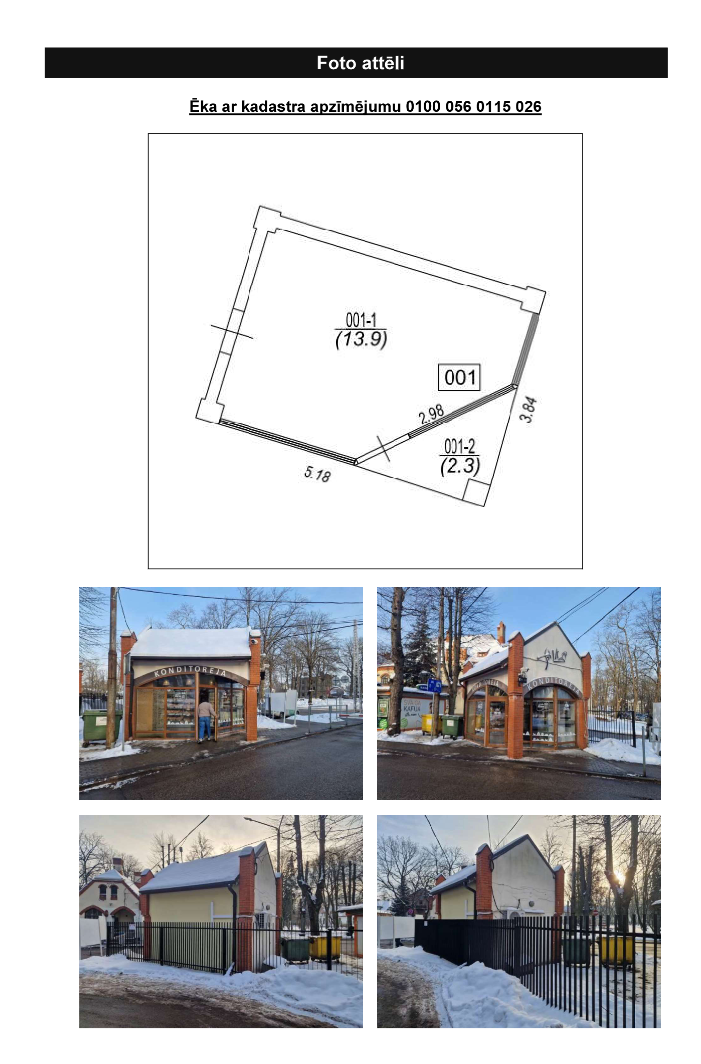 Foto attēli
Ēka ar kadastra apzīmējumu 0100 056 0115 026
001-1
(13.9)
001
2.98
3.84
001-2
(2.3)
5.18
KONDITOREJA
KAFIJA
KONDITOREJA